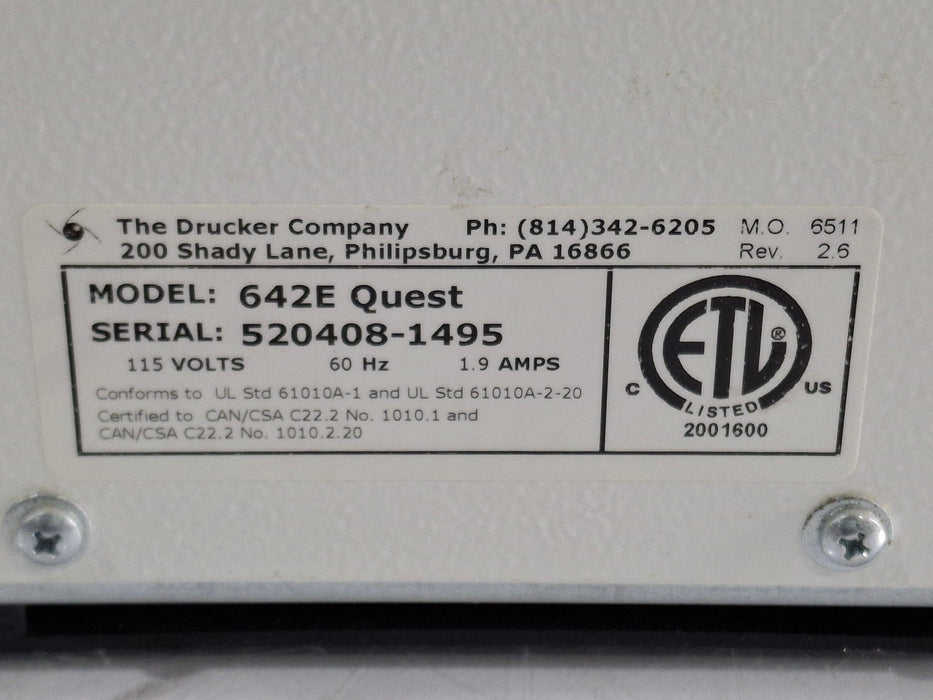 The Drucker Company Ph: (814)342-6205 M.O. 6511
200 Shady Lane, Philipsburg, PA 16866 Rev. 2.6
MODEL: 642E Quest
SERIAL: 520408-1495
115 VOLTS 60 Hz 1.9 AMPS
Conforms to UL Std 61010A-1 and UL Std 61010A-2-20
Certified to CAN/CSA C22.2 No. 1010.1 and
CAN/CSA C22.2 No. 1010.2.20
ETL ®
C US
LISTED
2001600